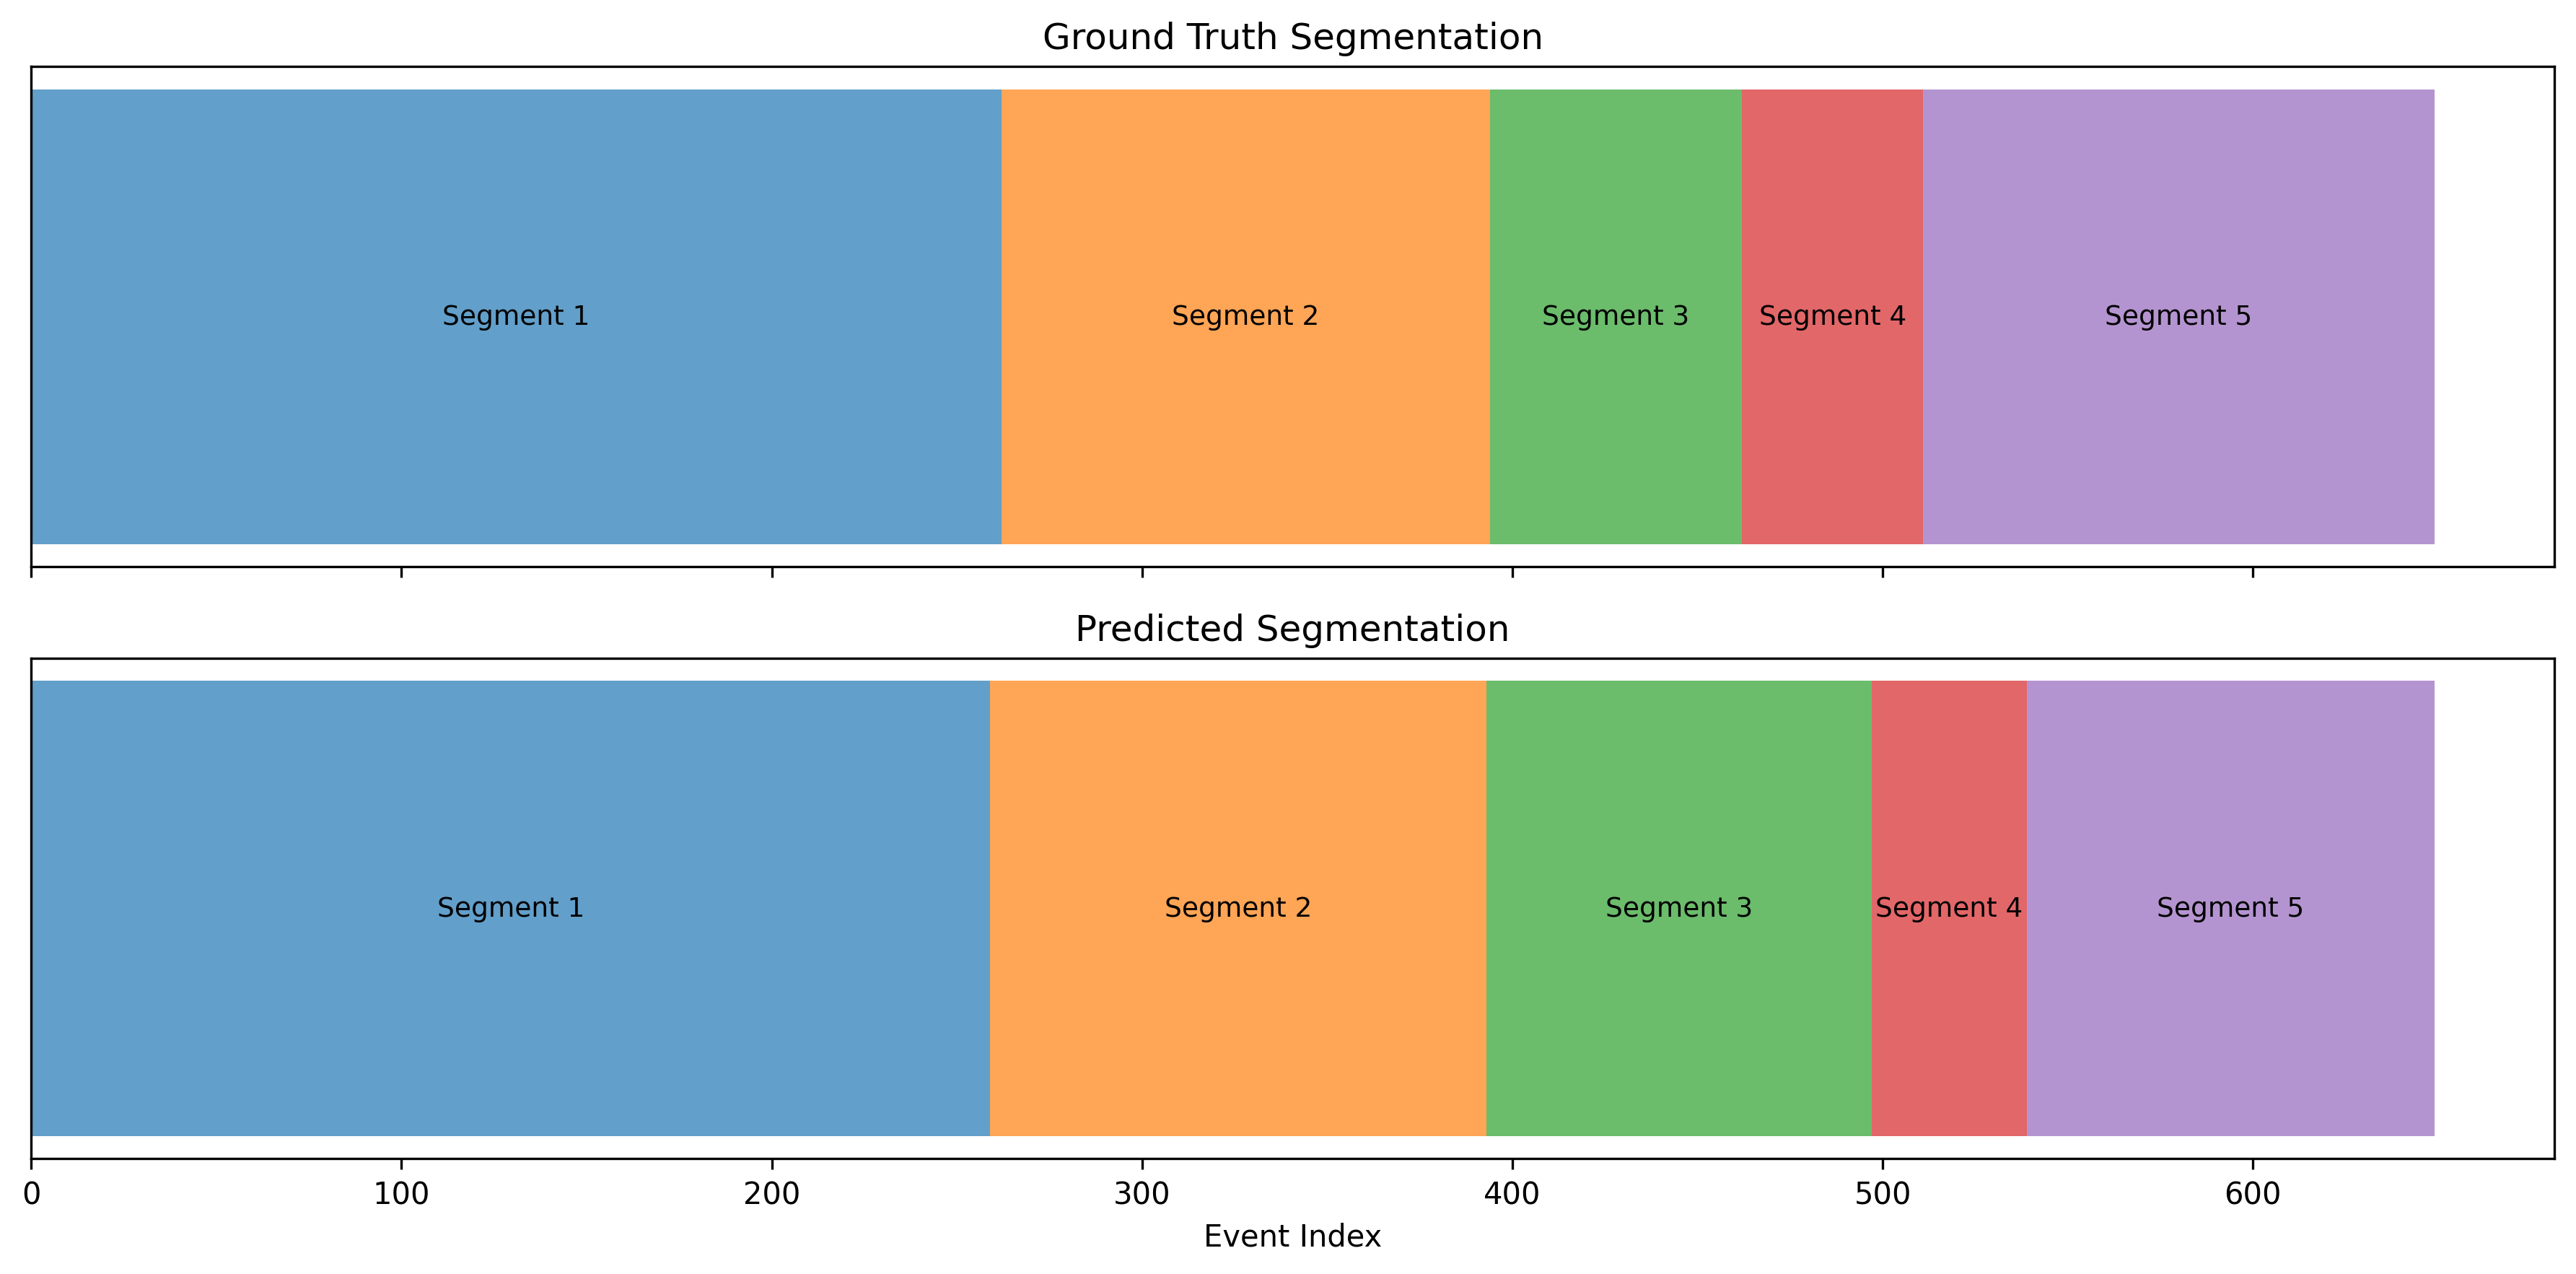 Ground Truth Segmentation
Segment 1 Segment 2 Segment 3 Segment 4 Segment 5
Predicted Segmentation
Segment 1 Segment 2 Segment 3 Segment 4 Segment 5
0 100 200 300 400 500 600
Event Index